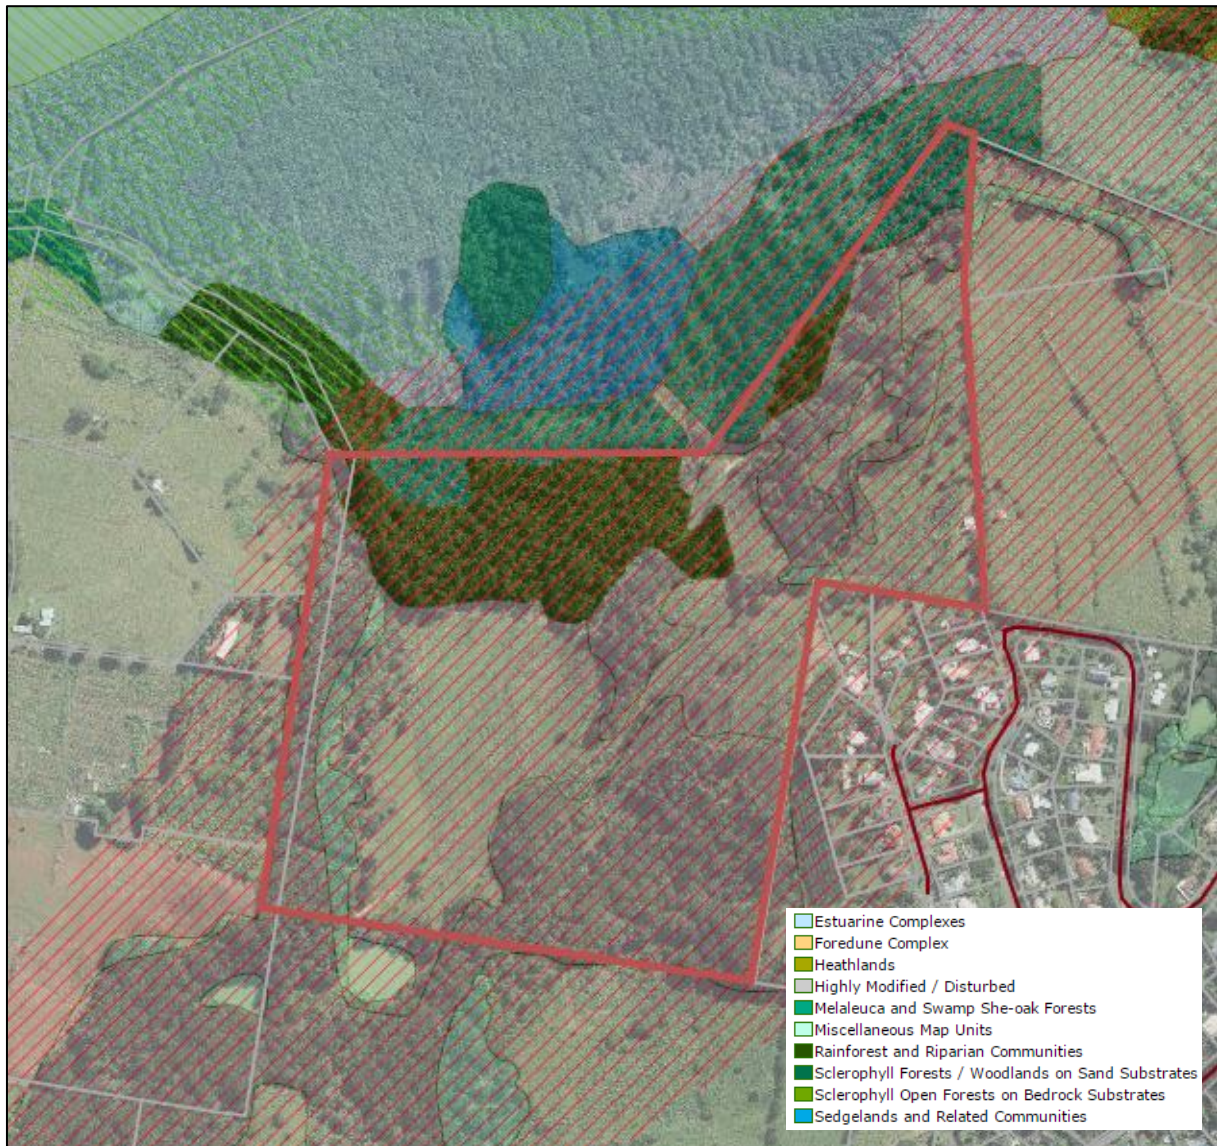 Estuarine Complexes
Foredune Complex
Heathlands
Highly Modified / Disturbed
Melaleuca and Swamp She-oak Forests
Miscellaneous Map Units
Rainforest and Riparian Communities
Sclerophyll Forests / Woodlands on Sand Substrates
Sclerophyll Open Forests on Bedrock Substrates
Sedgelands and Related Communities